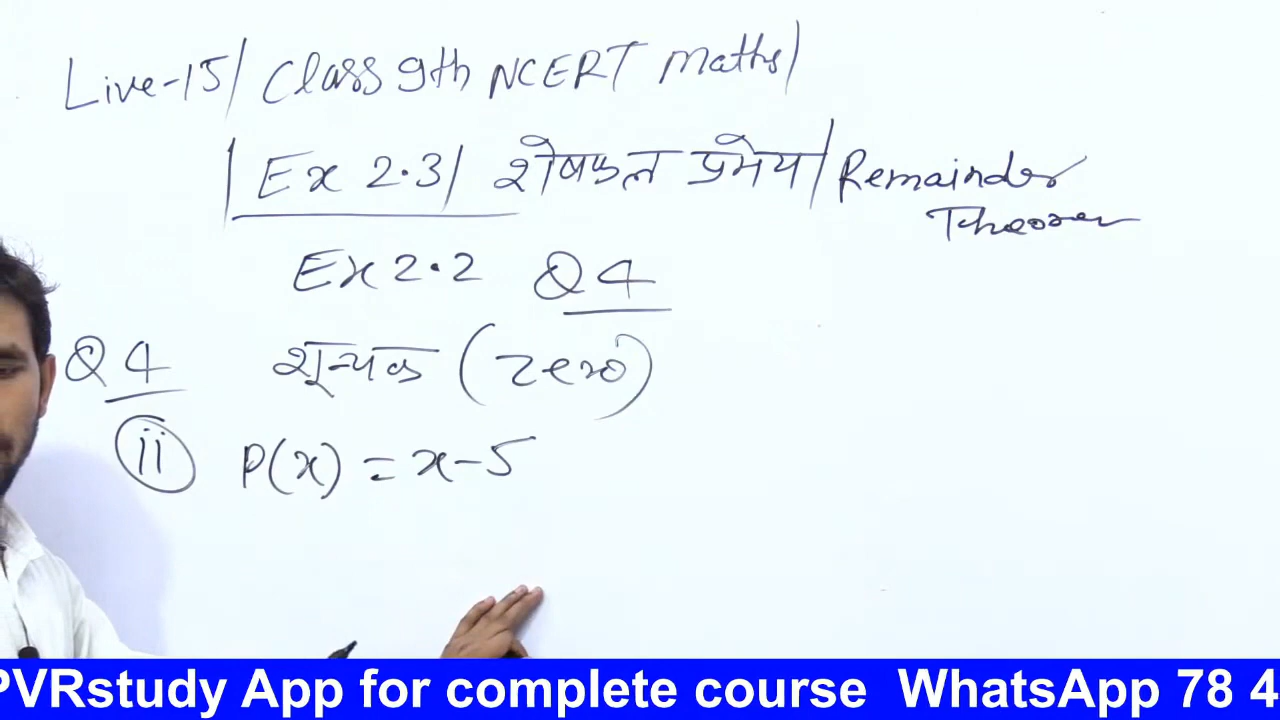 Live-15/ Class 9th NCERT Maths/
/Ex 2.3/ शेषफल प्रमेय/ Remainder
Theorem
Ex 2.2 Q4
Q4 शून्यक (Zero)
ii P(x) = x-5
PVRstudy App for complete course WhatsApp 78 4